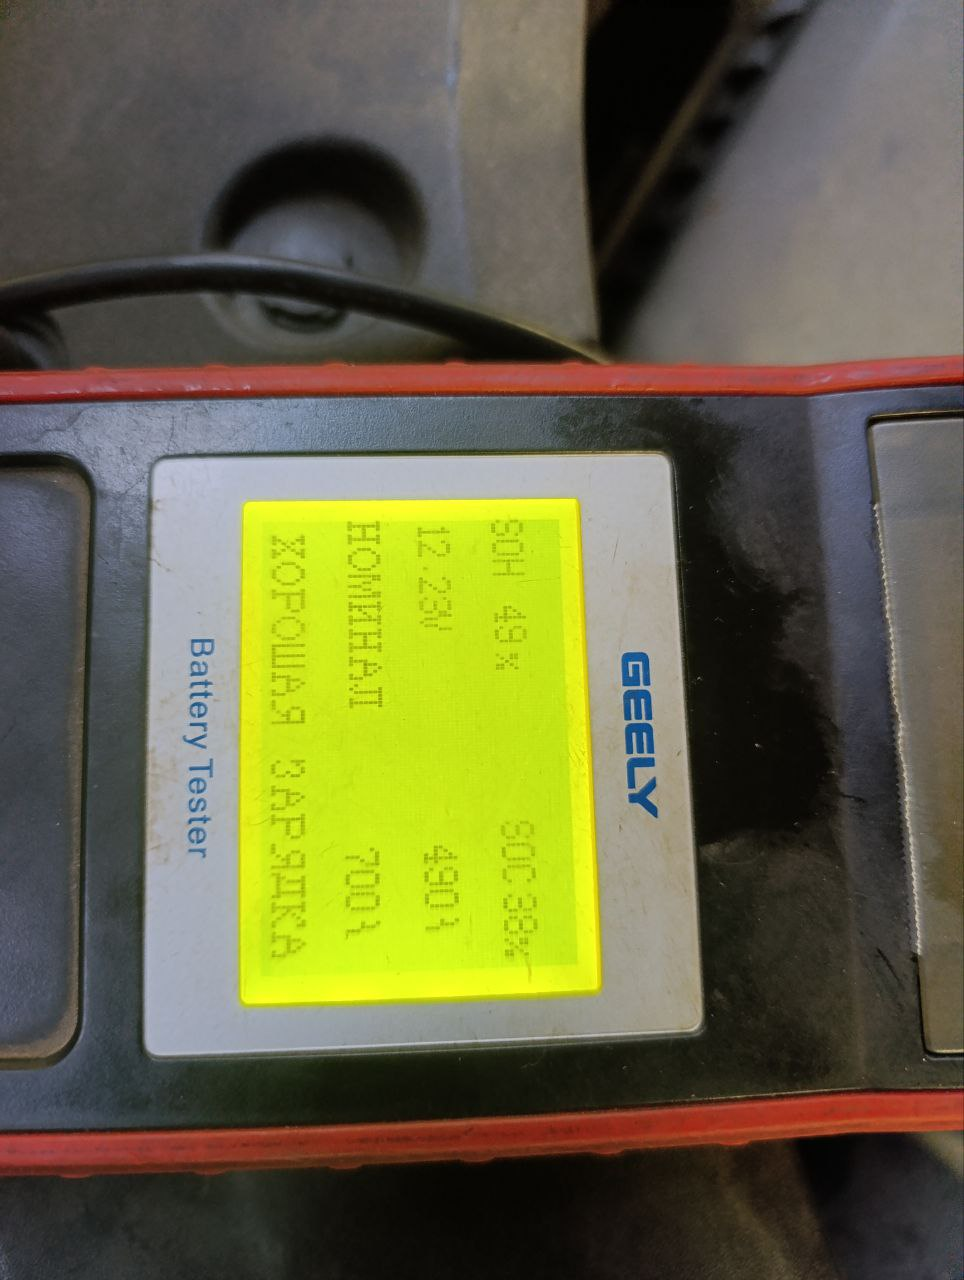 GEELY
SOH 49% SOC:38%
12.23V 490A
НОМИНАЛ 700A
ХОРОШАЯ ЗАРЯДКА
Battery Tester